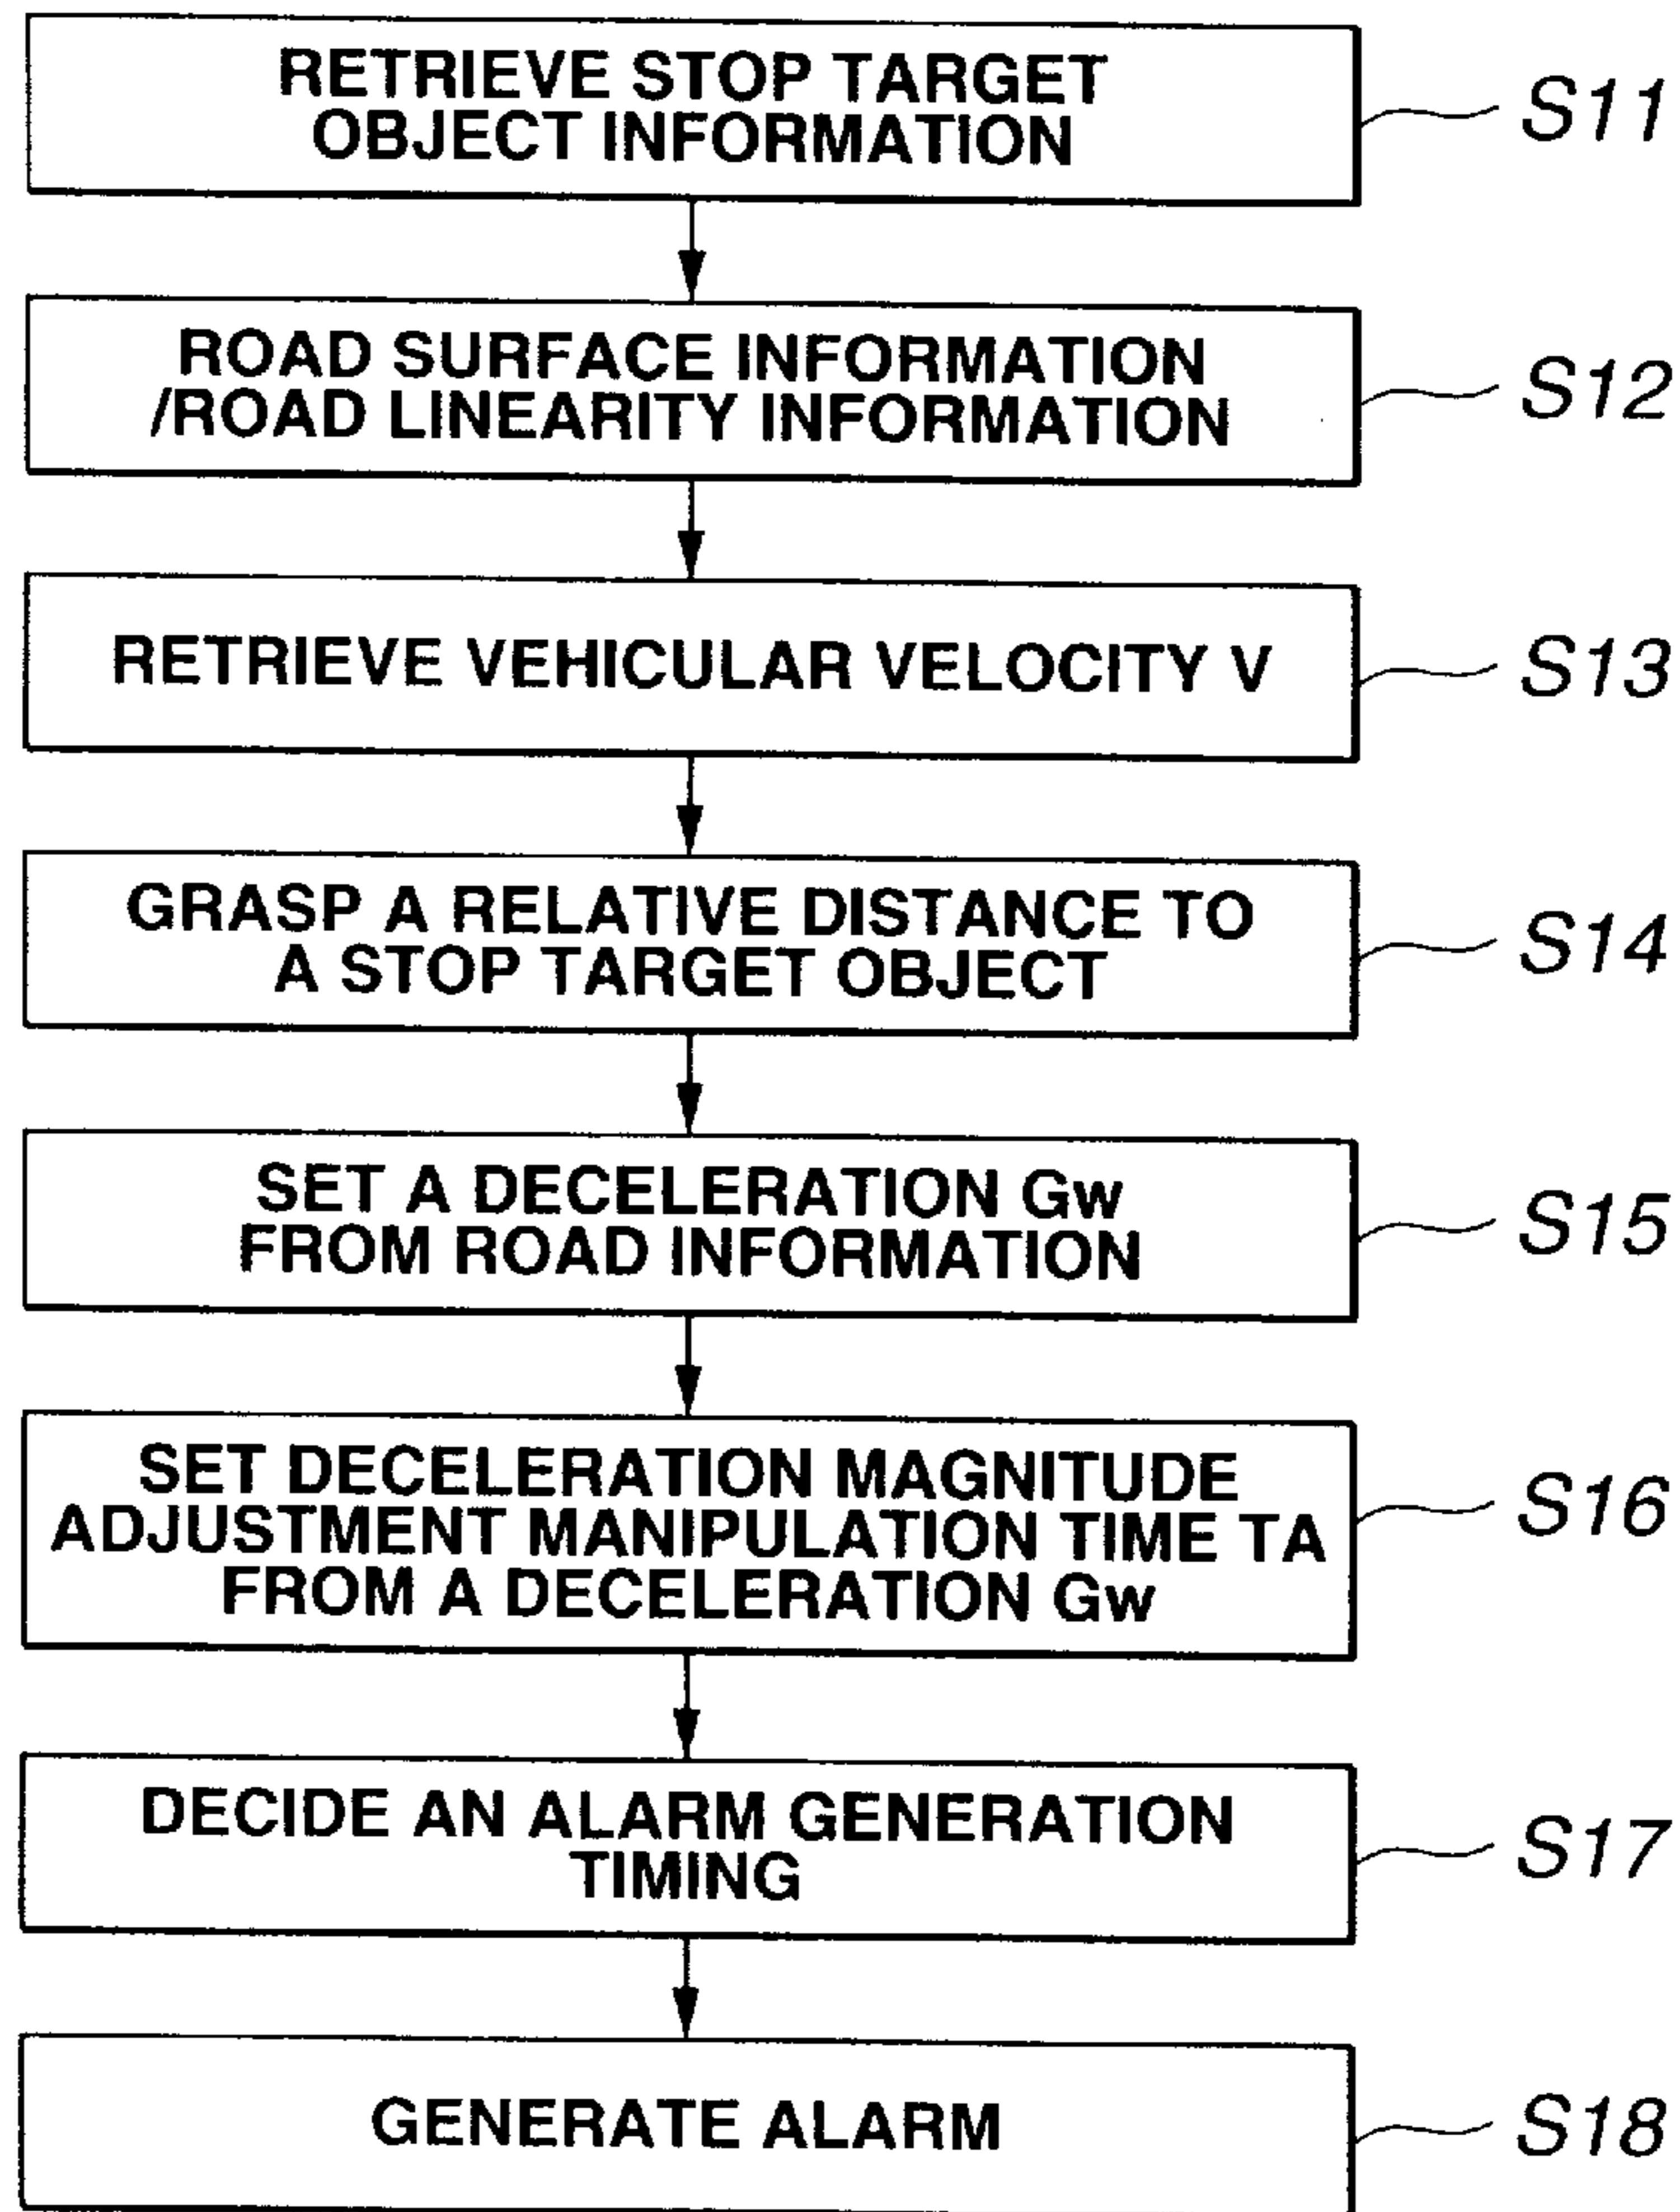 RETRIEVE STOP TARGET
OBJECT INFORMATION
S11
ROAD SURFACE INFORMATION
/ROAD LINEARITY INFORMATION
S12
RETRIEVE VEHICULAR VELOCITY V
S13
GRASP A RELATIVE DISTANCE TO
A STOP TARGET OBJECT
S14
SET A DECELERATION Gw
FROM ROAD INFORMATION
S15
SET DECELERATION MAGNITUDE
ADJUSTMENT MANIPULATION TIME TA
FROM A DECELERATION Gw
S16
DECIDE AN ALARM GENERATION
TIMING
S17
GENERATE ALARM
S18